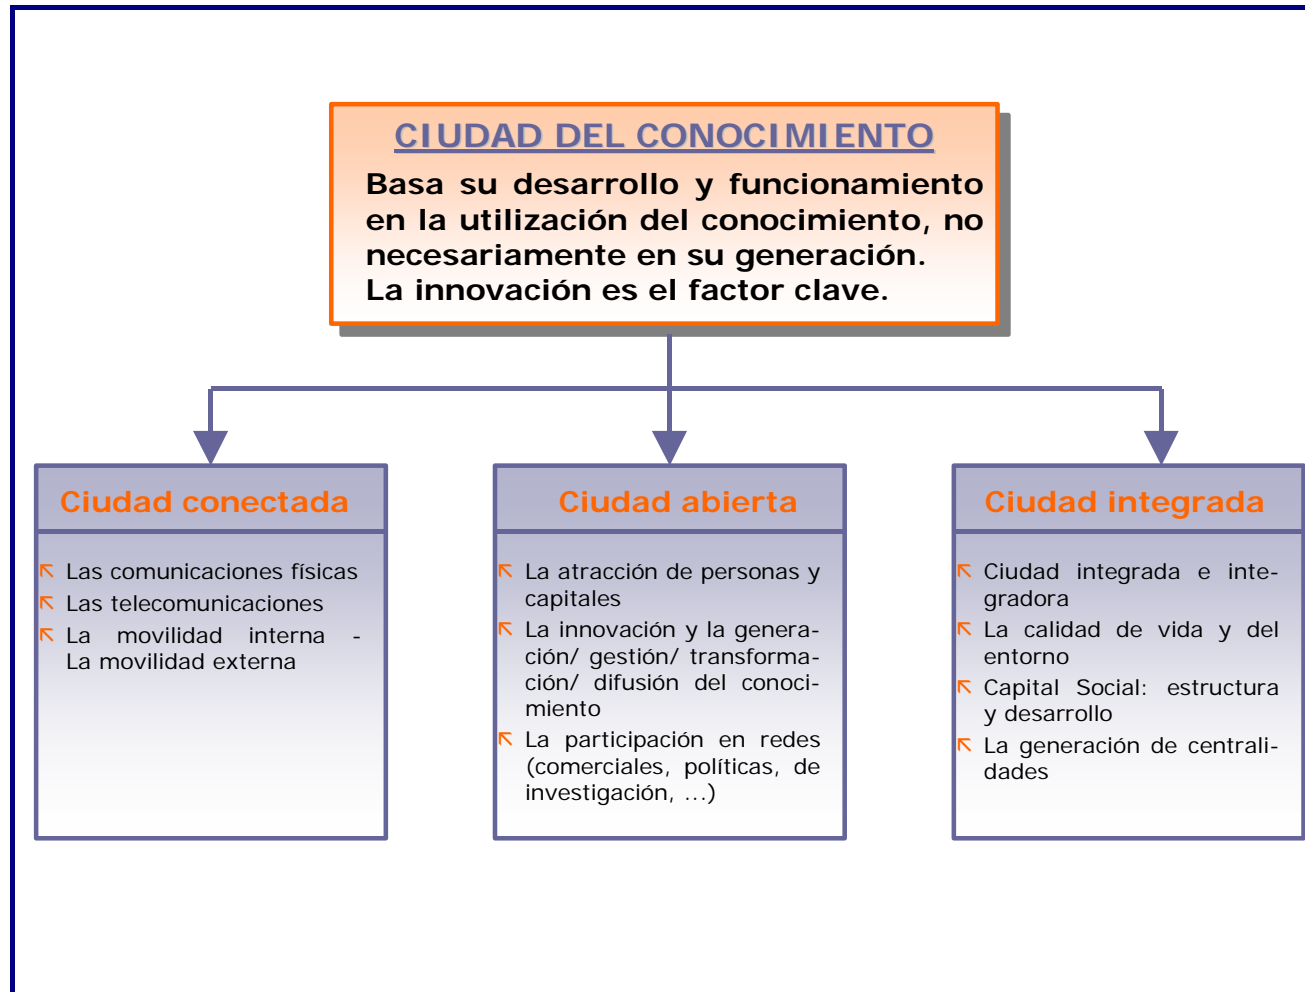 CIUDAD DEL CONOCIMIENTO
Basa su desarrollo y funcionamiento
en la utilización del conocimiento, no
necesariamente en su generación.
La innovación es el factor clave.
Ciudad conectada
Las comunicaciones físicas
Las telecomunicaciones
La movilidad interna -
La movilidad externa
Ciudad abierta
La atracción de personas y
capitales
La innovación y la genera-
ción/ gestión/ transforma-
ción/ difusión del conoci-
miento
La participación en redes
(comerciales, políticas, de
investigación, ...)
Ciudad integrada
Ciudad integrada e inte-
gradora
La calidad de vida y del
entorno
Capital Social: estructura
y desarrollo
La generación de centrali-
dades